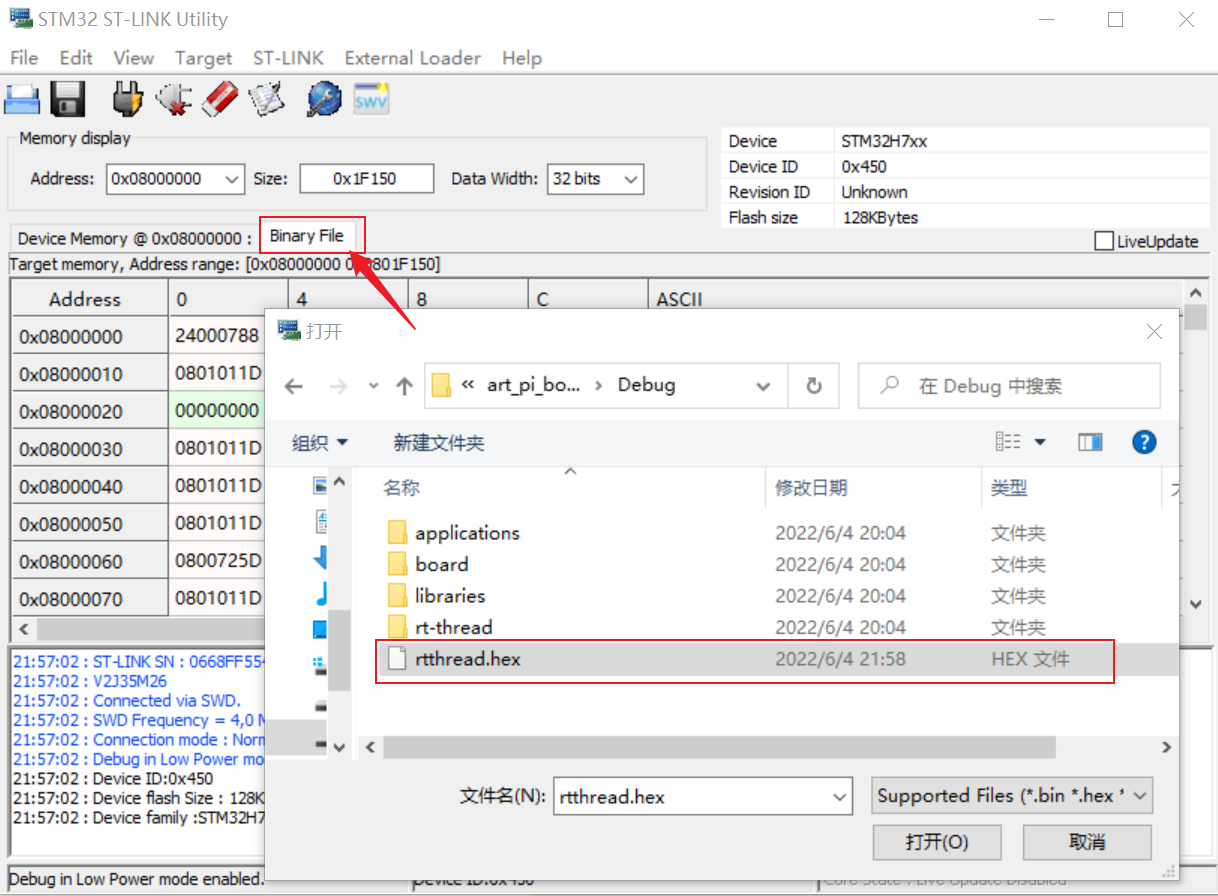 STM32 ST-LINK Utility
File Edit View Target ST-LINK External Loader Help
SWV
Memory display
Address: 0x08000000 Size: 0x1F150 Data Width: 32 bits
Device STM32H7xx
Device ID 0x450
Revision ID Unknown
Flash size 128KBytes
Device Memory @ 0x08000000 : Binary File
LiveUpdate
Target memory, Address range: [0x08000000 0 0801F150]
Address 0 4 8 C ASCII
0x08000000 24000788
0x08000010 0801011D
0x08000020 00000000
0x08000030 0801011D
0x08000040 0801011D
0x08000050 0801011D
0x08000060 0800725D
0x08000070 0801011D
打开
« art_pi_bo... › Debug
在 Debug 中搜索
组织 新建文件夹
名称 修改日期 类型
applications 2022/6/4 20:04 文件夹
board 2022/6/4 20:04 文件夹
libraries 2022/6/4 20:04 文件夹
rt-thread 2022/6/4 20:04 文件夹
rtthread.hex 2022/6/4 21:58 HEX 文件
文件名(N): rtthread.hex Supported Files (*.bin *.hex *
打开(O) 取消
21:57:02 : ST-LINK SN : 0668FF554
21:57:02 : V2J35M26
21:57:02 : Connected via SWD.
21:57:02 : SWD Frequency = 4,0 M
21:57:02 : Connection mode : Norm
21:57:02 : Debug in Low Power mo
21:57:02 : Device ID:0x450
21:57:02 : Device flash Size : 128K
21:57:02 : Device family :STM32H7
Debug in Low Power mode enabled. Device ID:0x450 Core State : Live Update Disabled